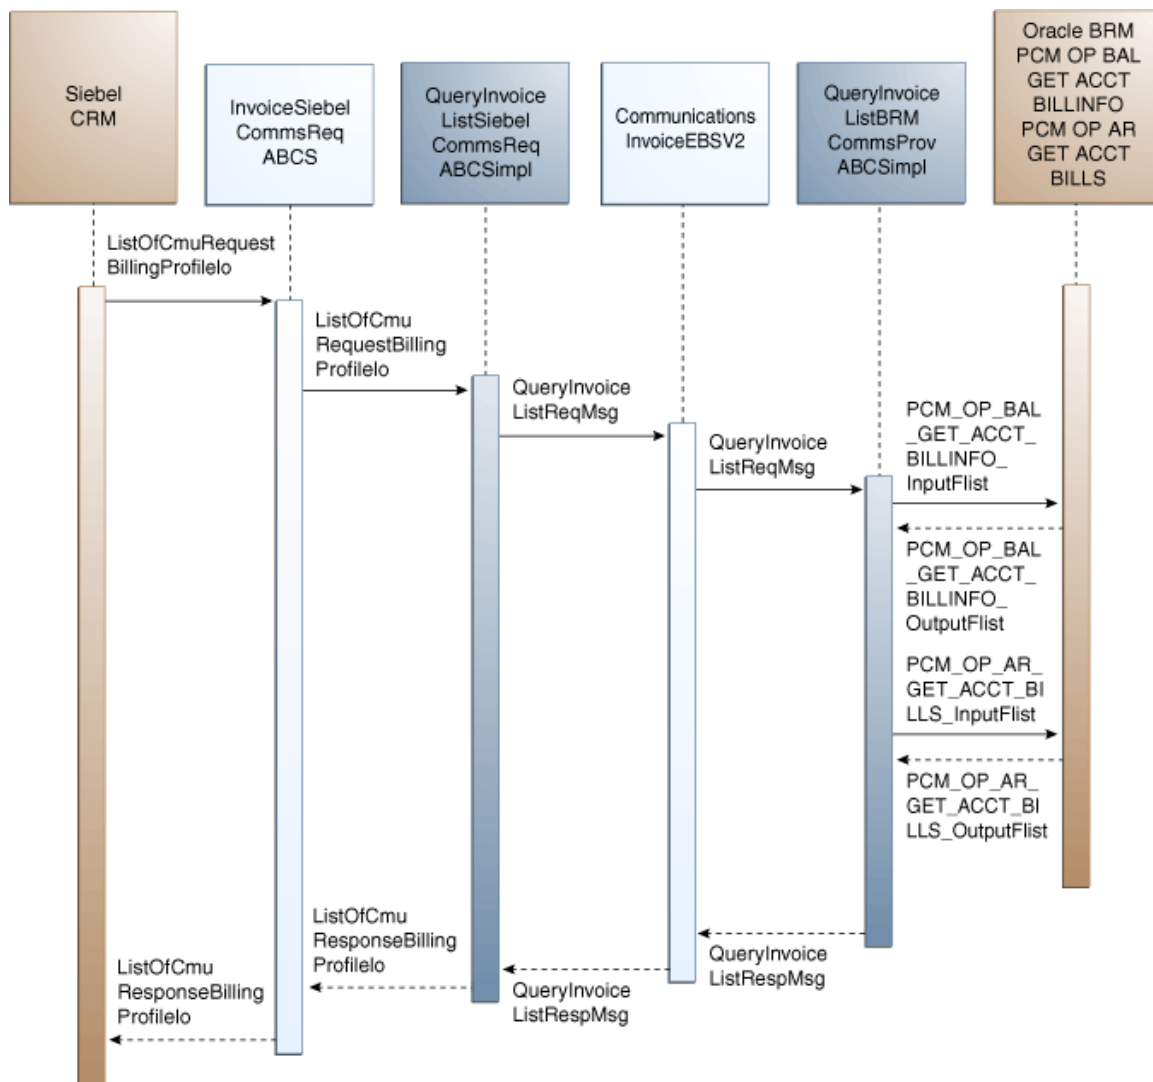 Siebel
CRM
InvoiceSiebel
CommsReq
ABCS
QueryInvoice
ListSiebel
CommsReq
ABCSimpl
Communications
InvoiceEBSV2
QueryInvoice
ListBRM
CommsProv
ABCSimpl
Oracle BRM
PCM OP BAL
GET ACCT
BILLINFO
PCM OP AR
GET ACCT
BILLS
ListOfCmuRequest
BillingProfileIo
ListOfCmu
RequestBilling
ProfileIo
QueryInvoice
ListReqMsg
QueryInvoice
ListReqMsg
PCM_OP_BAL
_GET_ACCT_
BILLINFO_
InputFlist
PCM_OP_BAL
_GET_ACCT_
BILLINFO_
OutputFlist
PCM_OP_AR_
GET_ACCT_BI
LLS_InputFlist
PCM_OP_AR_
GET_ACCT_BI
LLS_OutputFlist
QueryInvoice
ListRespMsg
QueryInvoice
ListRespMsg
ListOfCmu
ResponseBilling
ProfileIo
ListOfCmu
ResponseBilling
ProfileIo